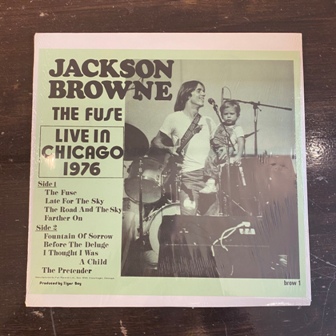 JACKSON
BROWNE
THE FUSE
LIVE IN
CHICAGO
1976
Side 1
The Fuse
Late For The Sky
The Road And The Sky
Farther On
Side 2
Fountain Of Sorrow
Before The Deluge
I Thought I Was
A Child
The Pretender
Produced by Tiger Boy
brow 1